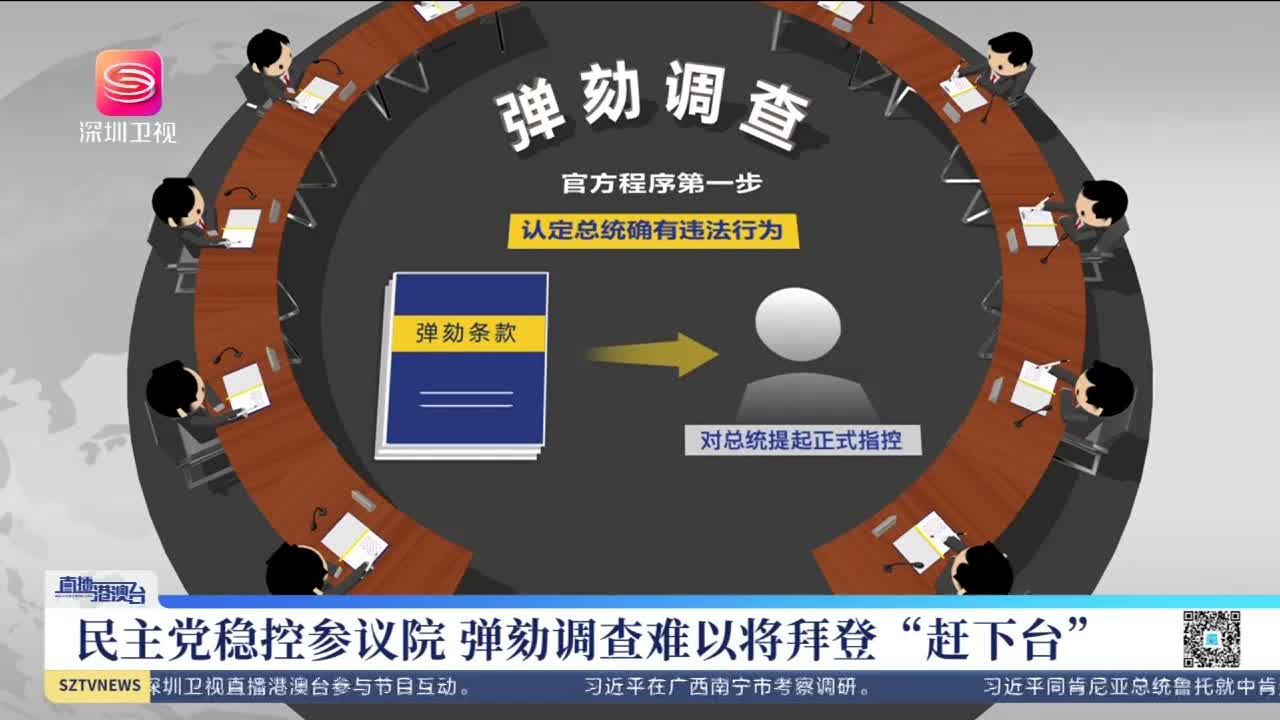 弹劾调查
深圳卫视
官方程序第一步
认定总统确有违法行为
弹劾条款
对总统提起正式指控
直播港澳台
民主党稳控参议院 弹劾调查难以将拜登“赶下台”
SZTVNEWS
深圳卫视直播港澳台参与节目互动。 习近平在广西南宁市考察调研。 习近平同肯尼亚总统鲁托就中肯